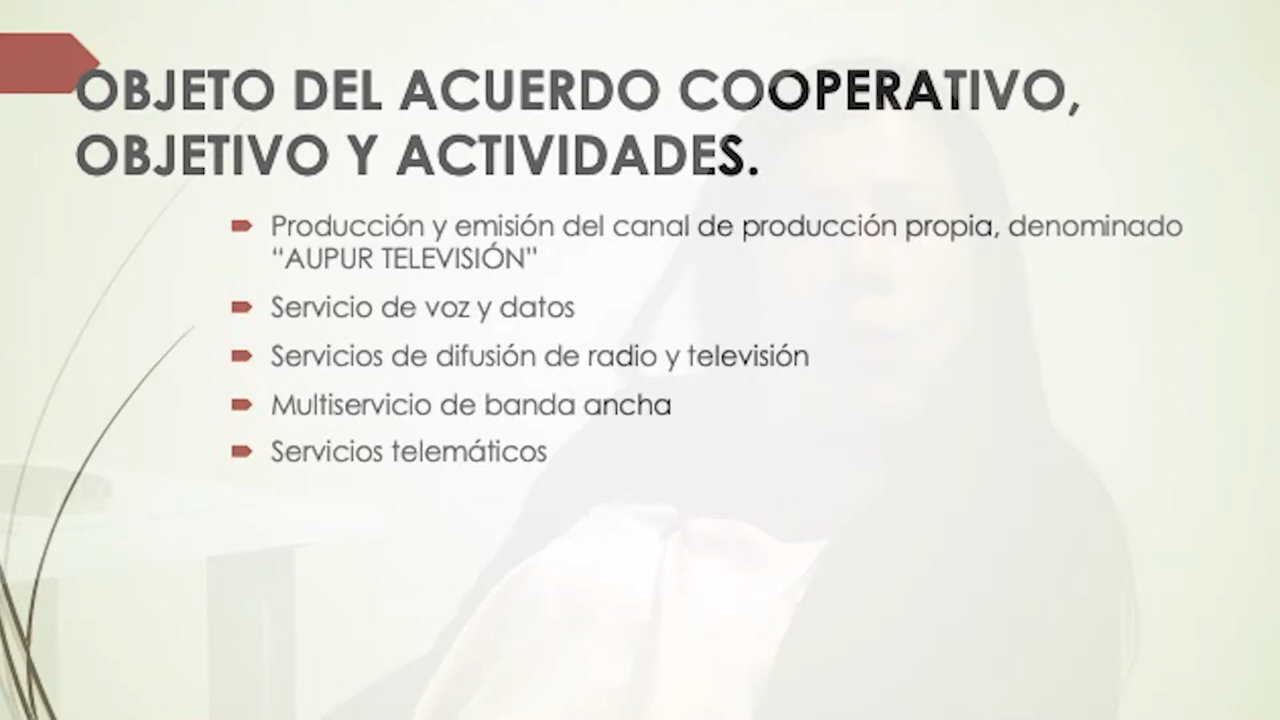 OBJETO DEL ACUERDO COOPERATIVO,
OBJETIVO Y ACTIVIDADES.
Producción y emisión del canal de producción propia, denominado
“AUPUR TELEVISIÓN”
Servicio de voz y datos
Servicios de difusión de radio y televisión
Multiservicio de banda ancha
Servicios telemáticos